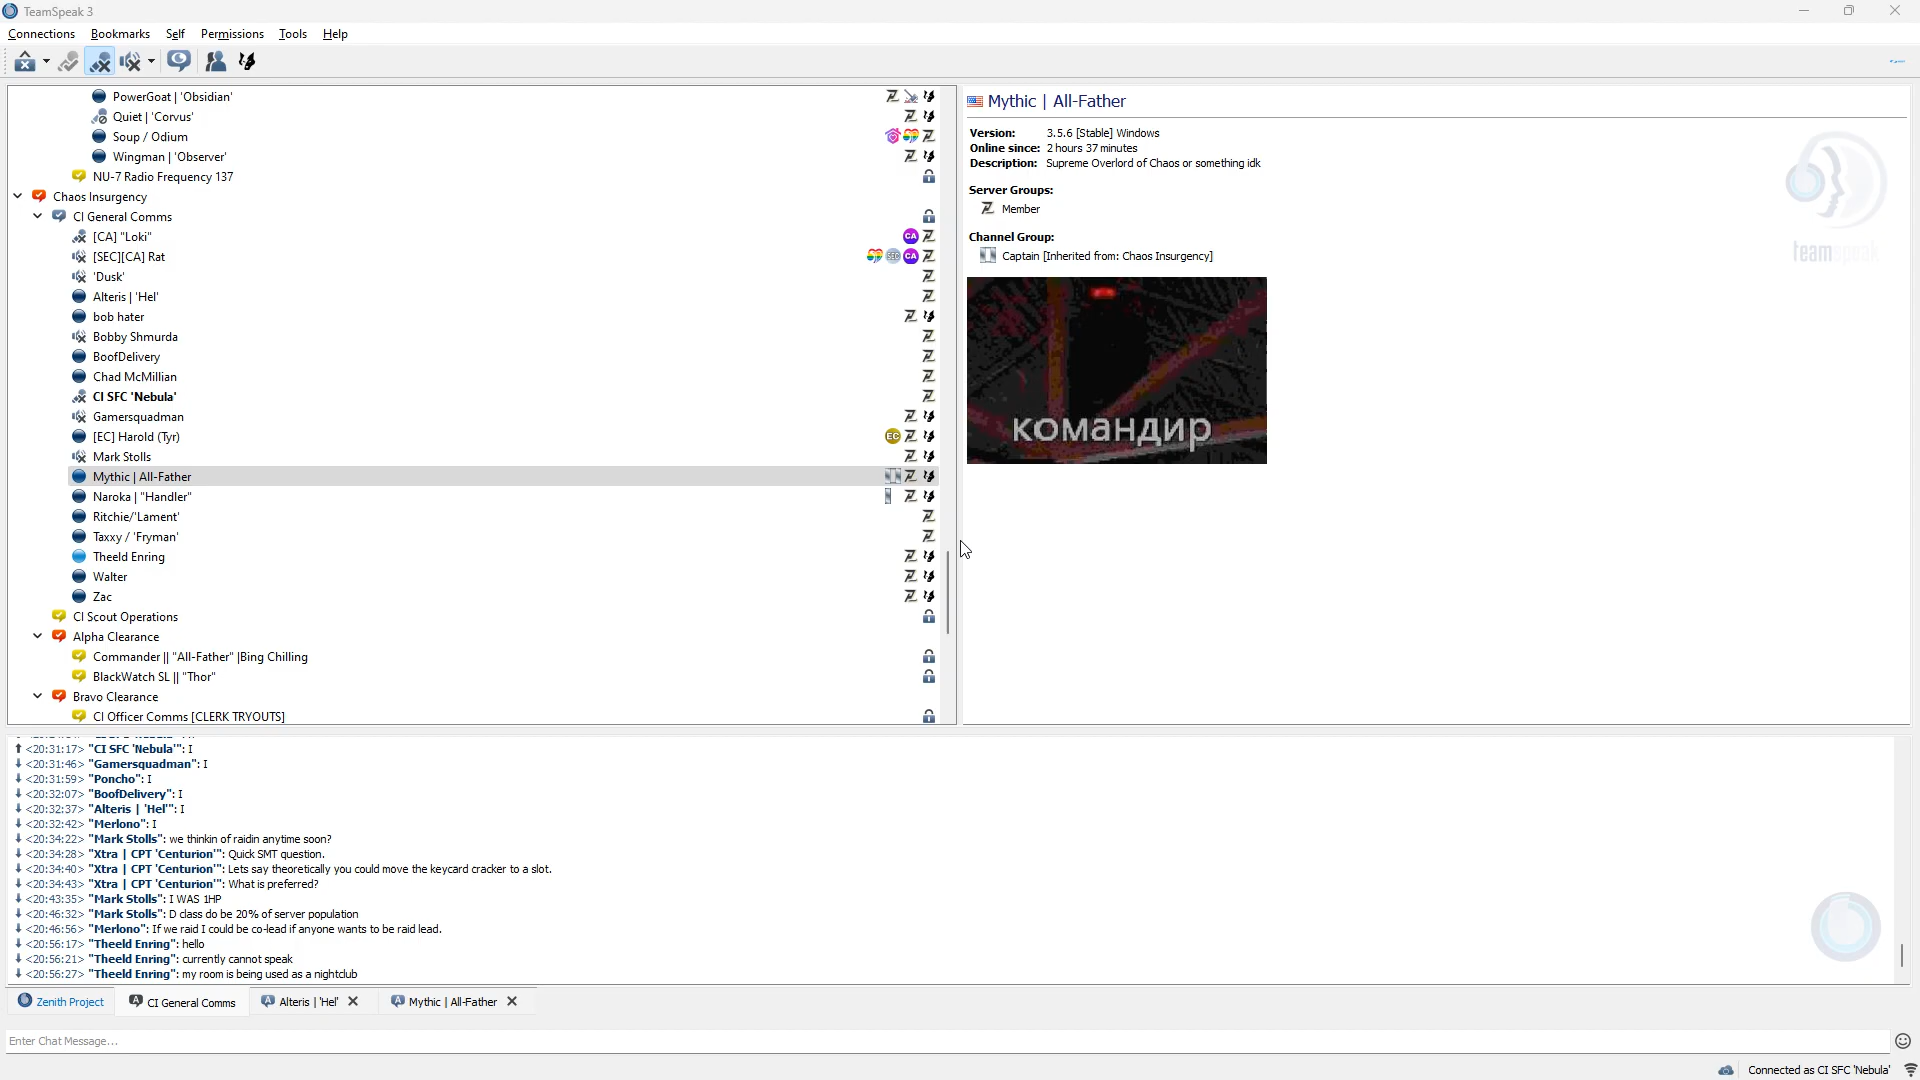 TeamSpeak 3
Connections Bookmarks Self Permissions Tools Help
PowerGoat | 'Obsidian'
Quiet | 'Corvus'
Soup / Odium
Wingman | 'Observer'
NU-7 Radio Frequency 137
Chaos Insurgency
CI General Comms
[CA] "Loki"
CA
[SEC][CA] Rat
SEC CA
'Dusk'
Alteris | 'Hel'
bob hater
Bobby Shmurda
BoofDelivery
Chad McMillian
CI SFC 'Nebula'
Gamersquadman
[EC] Harold (Tyr)
EC
Mark Stolls
Mythic | All-Father
Naroka | "Handler"
Ritchie/'Lament'
Taxxy / 'Fryman'
Theeld Enring
Walter
Zac
CI Scout Operations
Alpha Clearance
Commander || "All-Father" |Bing Chilling
BlackWatch SL || "Thor"
Bravo Clearance
CI Officer Comms [CLERK TRYOUTS]
Mythic | All-Father
Version: 3.5.6 [Stable] Windows
Online since: 2 hours 37 minutes
Description: Supreme Overlord of Chaos or something idk
Server Groups:
Member
Channel Group:
Captain [Inherited from: Chaos Insurgency]
командир
teamspeak
<20:31:17> "CI SFC 'Nebula'": I
<20:31:46> "Gamersquadman": I
<20:31:59> "Poncho": I
<20:32:07> "BoofDelivery": I
<20:32:37> "Alteris | 'Hel'": I
<20:32:42> "Merlono": I
<20:34:22> "Mark Stolls": we thinkin of raidin anytime soon?
<20:34:28> "Xtra | CPT 'Centurion'": Quick SMT question.
<20:34:40> "Xtra | CPT 'Centurion'": Lets say theoretically you could move the keycard cracker to a slot.
<20:34:43> "Xtra | CPT 'Centurion'": What is preferred?
<20:43:35> "Mark Stolls": I WAS 1HP
<20:46:32> "Mark Stolls": D class do be 20% of server population
<20:46:56> "Merlono": If we raid I could be co-lead if anyone wants to be raid lead.
<20:56:17> "Theeld Enring": hello
<20:56:21> "Theeld Enring": currently cannot speak
<20:56:27> "Theeld Enring": my room is being used as a nightclub
Zenith Project CI General Comms Alteris | 'Hel' Mythic | All-Father
Enter Chat Message...
Connected as CI SFC 'Nebula'